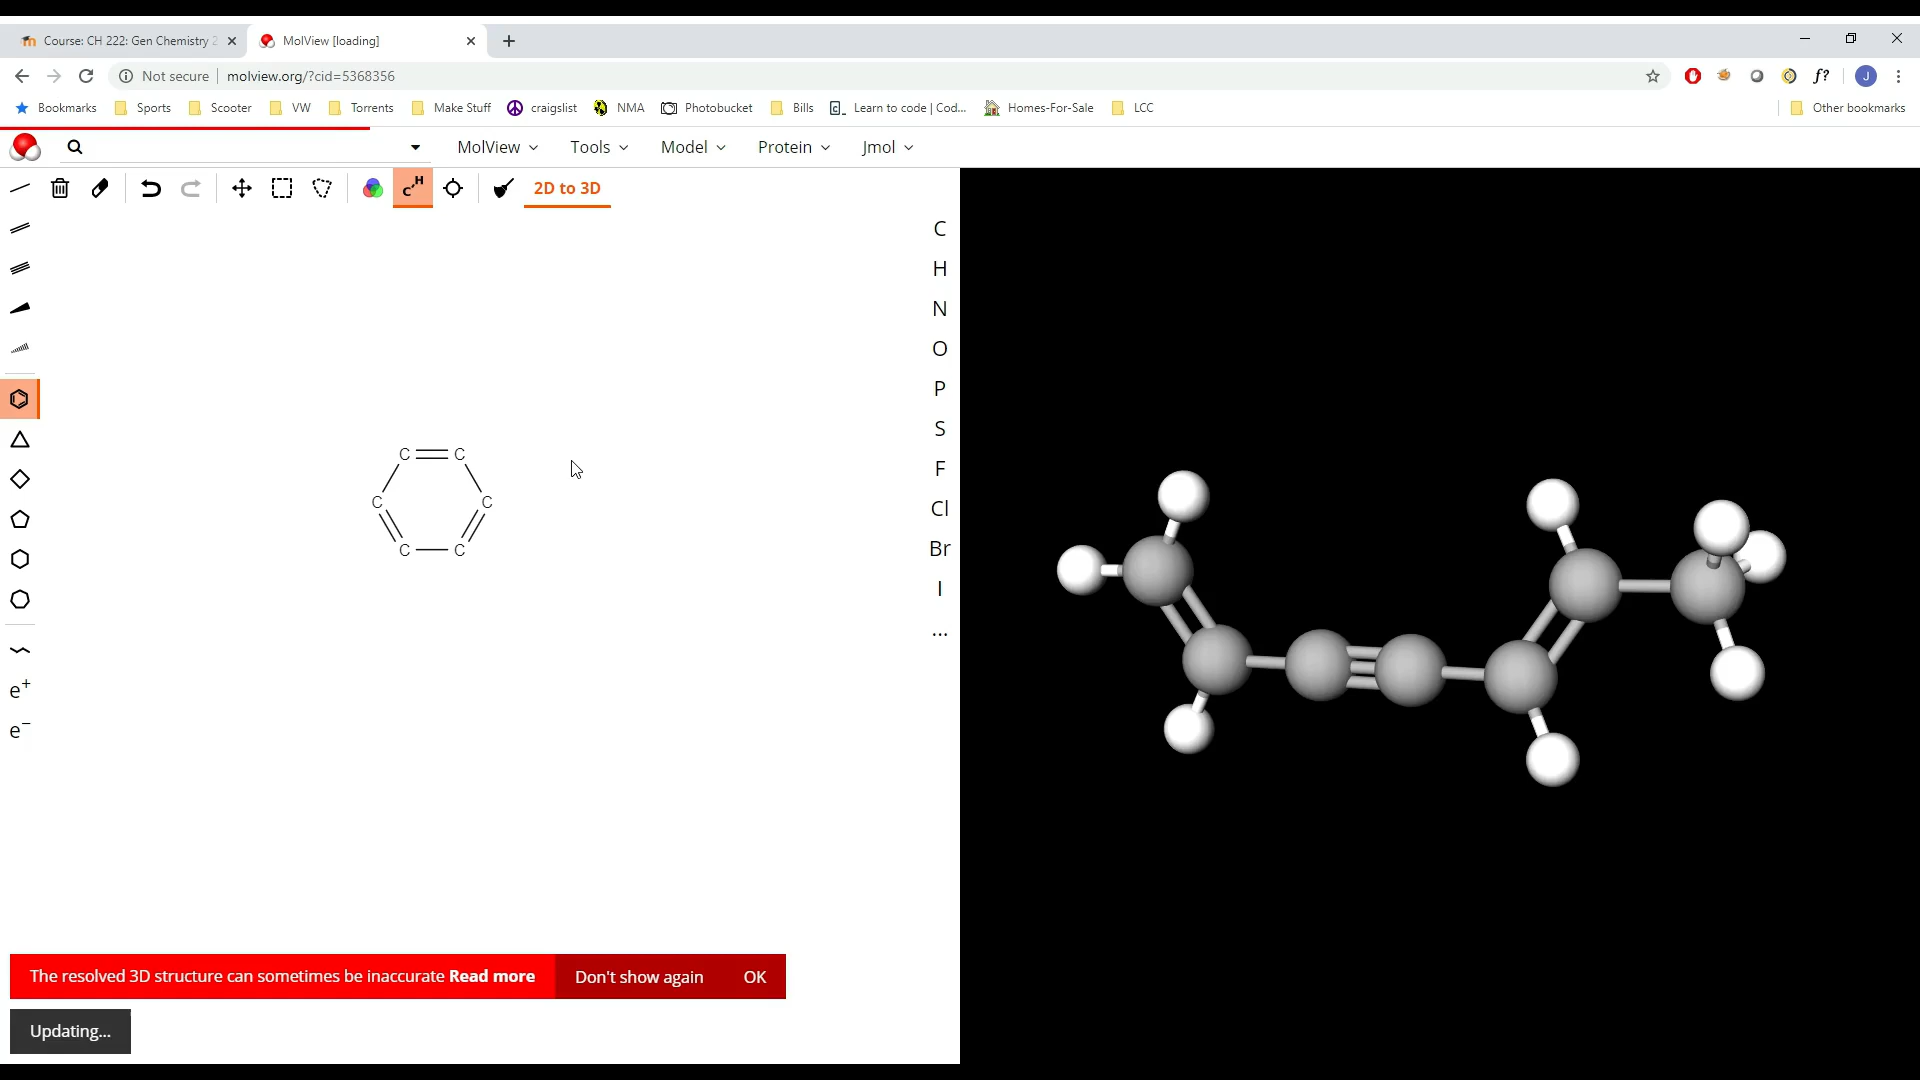 Course: CH 222: Gen Chemistry 2
MolView [loading]
Not secure
molview.org/?cid=5368356
f?
J
Bookmarks
Sports
Scooter
VW
Torrents
Make Stuff
craigslist
NMA
Photobucket
Bills
Learn to code | Cod...
Homes-For-Sale
LCC
Other bookmarks
MolView
Tools
Model
Protein
Jmol
C H
2D to 3D
C
H
N
O
P
S
F
Cl
Br
I
...
C C
C C
C C
e+
e−
The resolved 3D structure can sometimes be inaccurate Read more
Don't show again
OK
Updating...